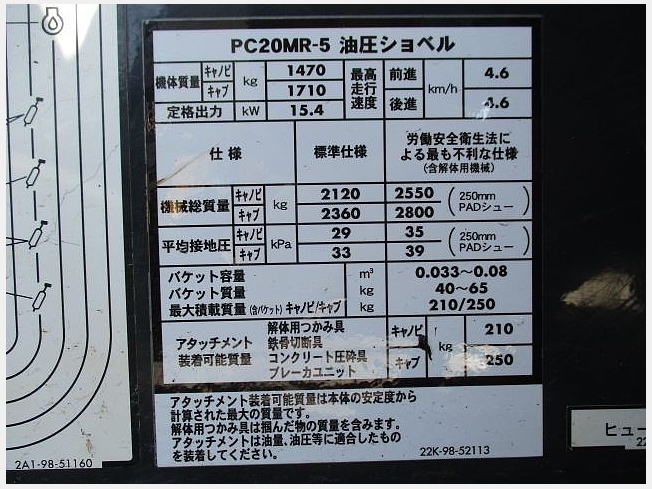 PC20MR-5 油圧ショベル
機体質量 キャノピ kg 1470 最高走行速度 前進 km/h 4.6
キャブ 1710
定格出力 kW 15.4 後進 4.6
仕様 標準仕様 労働安全衛生法に
よる最も不利な仕様
(含解体用機械)
機械総質量 キャノピ kg 2120 2550 (250mm
キャブ 2360 2800 PADシュー)
平均接地圧 キャノピ kPa 29 35 (250mm
キャブ 33 39 PADシュー)
バケット容量 m³ 0.033〜0.08
バケット質量 kg 40〜65
最大積載質量(含バケット)キャノピ/キャブ kg 210/250
アタッチメント 解体用つかみ具 キャノピ kg 210
鉄骨切断具
装着可能質量 コンクリート圧砕具 キャブ 250
ブレーカユニット
アタッチメント装着可能質量は本体の安定度から
計算された最大の質量です。
解体用つかみ具は掴んだ物の質量を含みます。
アタッチメントは油量、油圧等に適合したもの
を装着してください。
22K-98-52113
2A1-98-51160
ヒュー
22